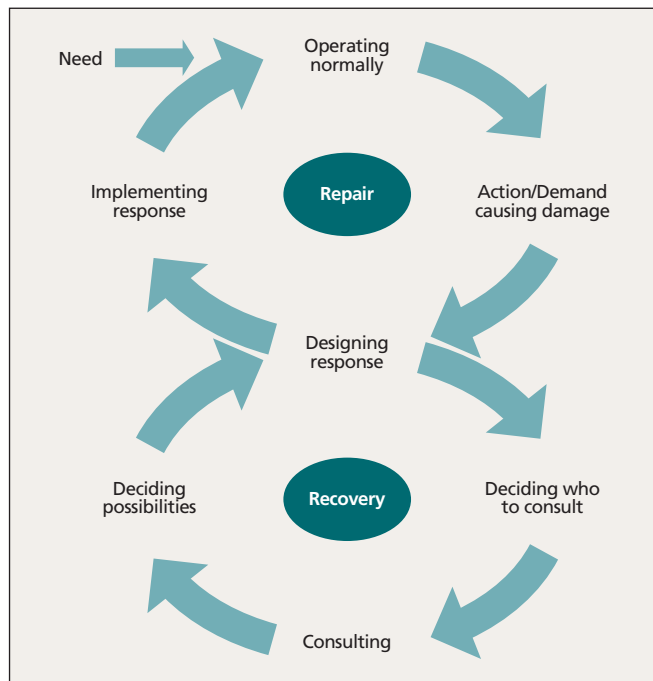 Operating
normally
Need
Implementing
response
Repair
Action/Demand
causing damage
Designing
response
Deciding
possibilities
Recovery
Deciding who
to consult
Consulting